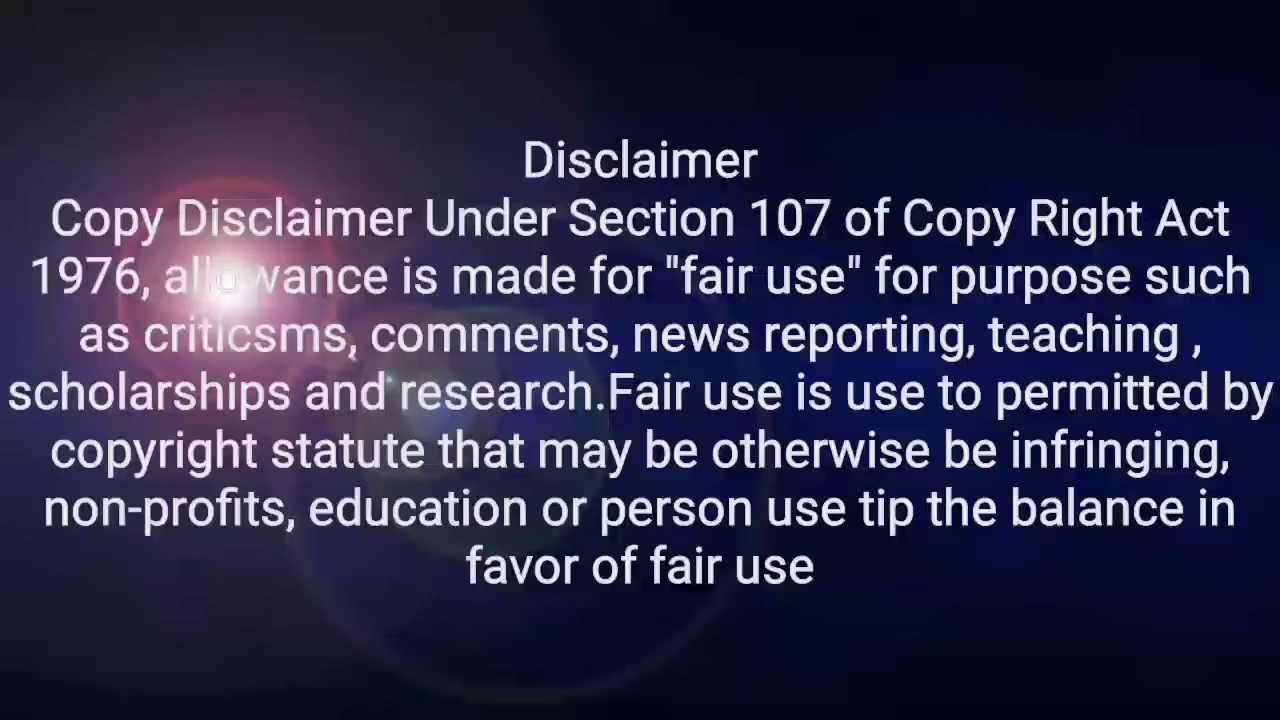 Disclaimer
Copy Disclaimer Under Section 107 of Copy Right Act
1976, allowance is made for "fair use" for purpose such
as criticsms, comments, news reporting, teaching ,
scholarships and research.Fair use is use to permitted by
copyright statute that may be otherwise be infringing,
non-profits, education or person use tip the balance in
favor of fair use